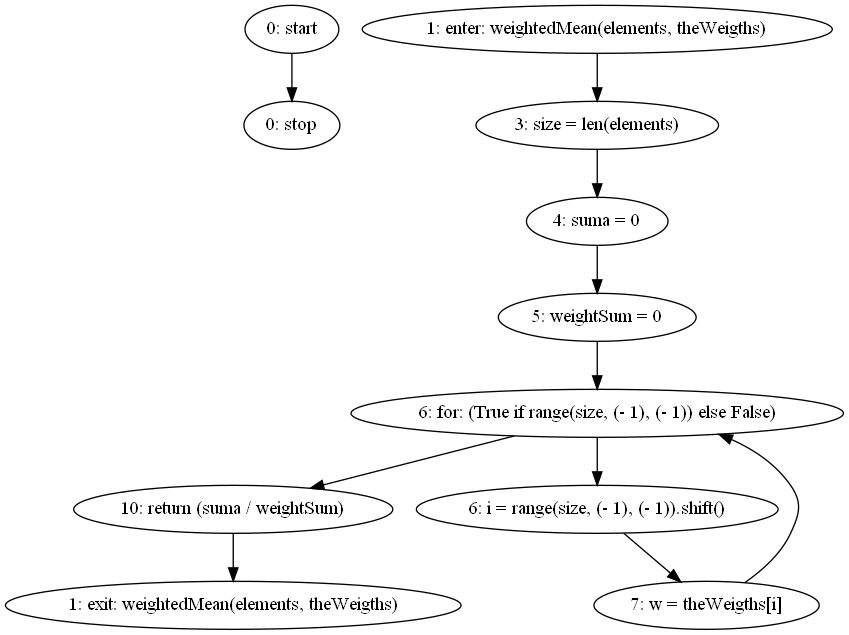 0: start
1: enter: weightedMean(elements, theWeigths)
0: stop
3: size = len(elements)
4: suma = 0
5: weightSum = 0
6: for: (True if range(size, (- 1), (- 1)) else False)
10: return (suma / weightSum)
6: i = range(size, (- 1), (- 1)).shift()
1: exit: weightedMean(elements, theWeigths)
7: w = theWeigths[i]